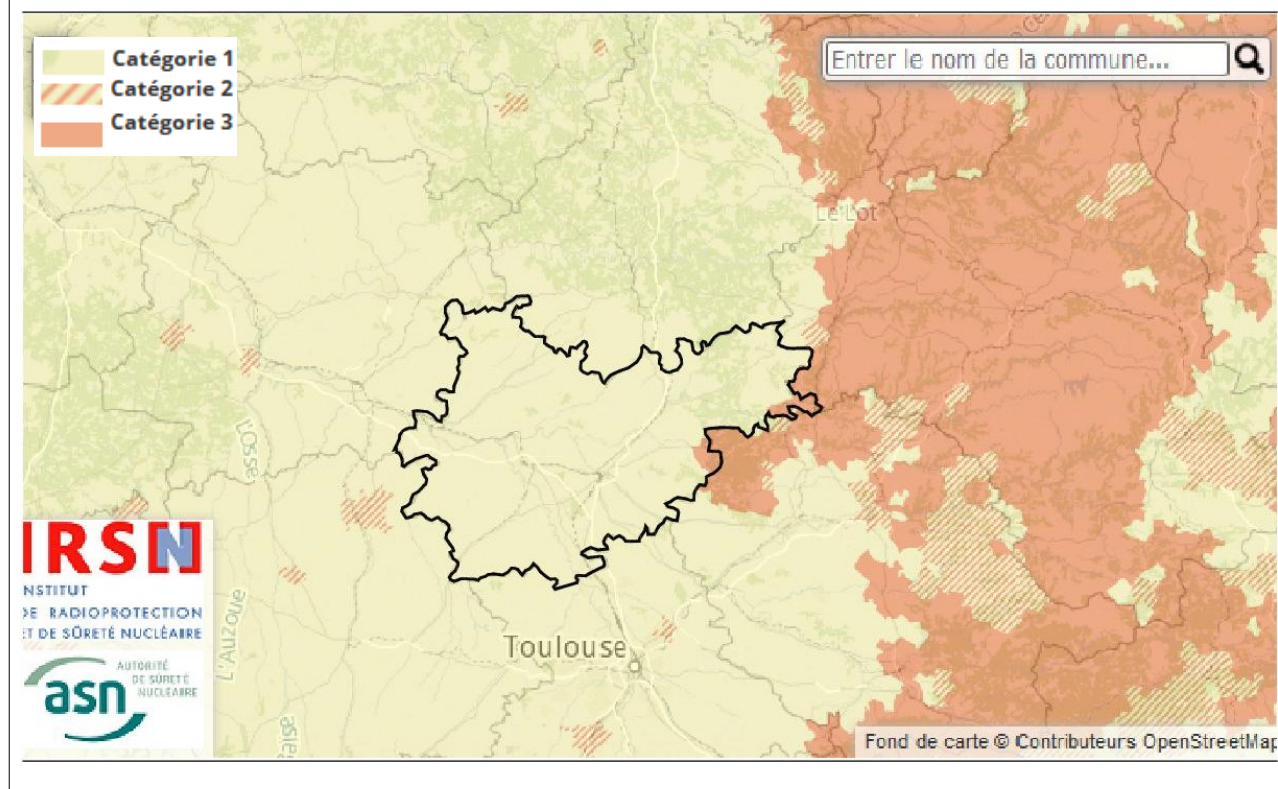 Catégorie 1
Catégorie 2
Catégorie 3
Entrer le nom de la commune...
Le Lot
L'Osse
IRSN
INSTITUT
DE RADIOPROTECTION
ET DE SÛRETÉ NUCLÉAIRE
L'Auzoue
AUTORITÉ
DE SÛRETÉ
NUCLÉAIRE
asn
Toulouse
Fond de carte © Contributeurs OpenStreetMap